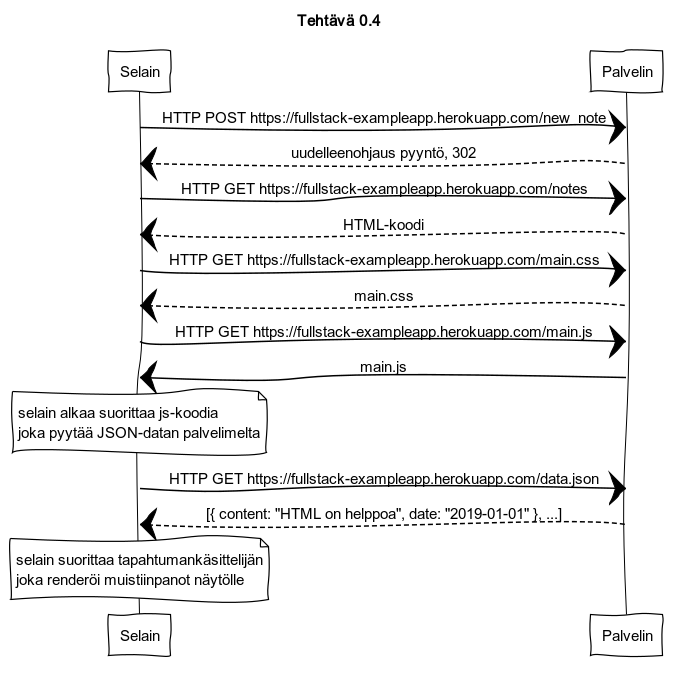 Tehtävä 0.4
Selain
Palvelin
HTTP POST https://fullstack-exampleapp.herokuapp.com/new_note
uudelleenohjaus pyyntö, 302
HTTP GET https://fullstack-exampleapp.herokuapp.com/notes
HTML-koodi
HTTP GET https://fullstack-exampleapp.herokuapp.com/main.css
main.css
HTTP GET https://fullstack-exampleapp.herokuapp.com/main.js
main.js
selain alkaa suorittaa js-koodia
joka pyytää JSON-datan palvelimelta
HTTP GET https://fullstack-exampleapp.herokuapp.com/data.json
[{ content: "HTML on helppoa", date: "2019-01-01" }, ...]
selain suorittaa tapahtumankäsittelijän
joka renderöi muistiinpanot näytölle
Selain
Palvelin